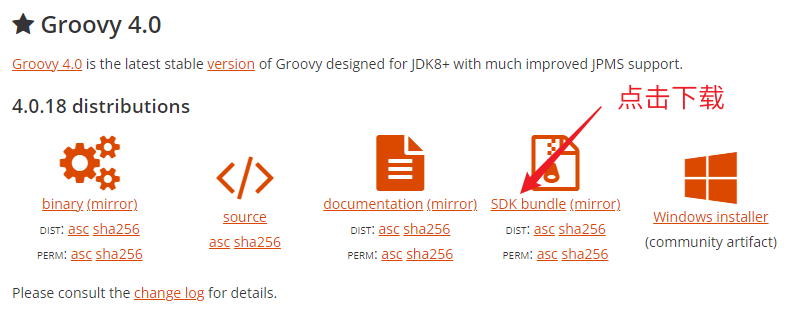 Groovy 4.0
Groovy 4.0 is the latest stable version of Groovy designed for JDK8+ with much improved JPMS support.
4.0.18 distributions
点击下载
binary (mirror)
DIST: asc sha256
PERM: asc sha256
source
asc sha256
documentation (mirror)
DIST: asc sha256
PERM: asc sha256
SDK bundle (mirror)
DIST: asc sha256
PERM: asc sha256
Windows installer
(community artifact)
Please consult the change log for details.